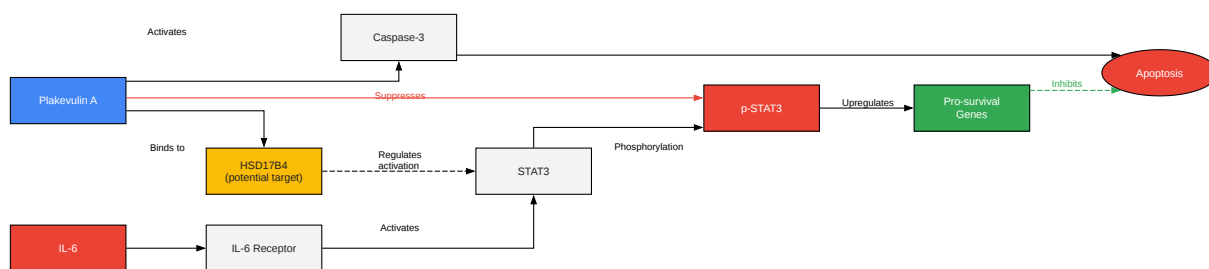 Activates
Caspase-3
Plakevulin A
Suppresses
p-STAT3
Upregulates
Pro-survival
Genes
Inhibits
Apoptosis
Binds to
HSD17B4
(potential target)
Regulates
activation
STAT3
Phosphorylation
IL-6
IL-6 Receptor
Activates